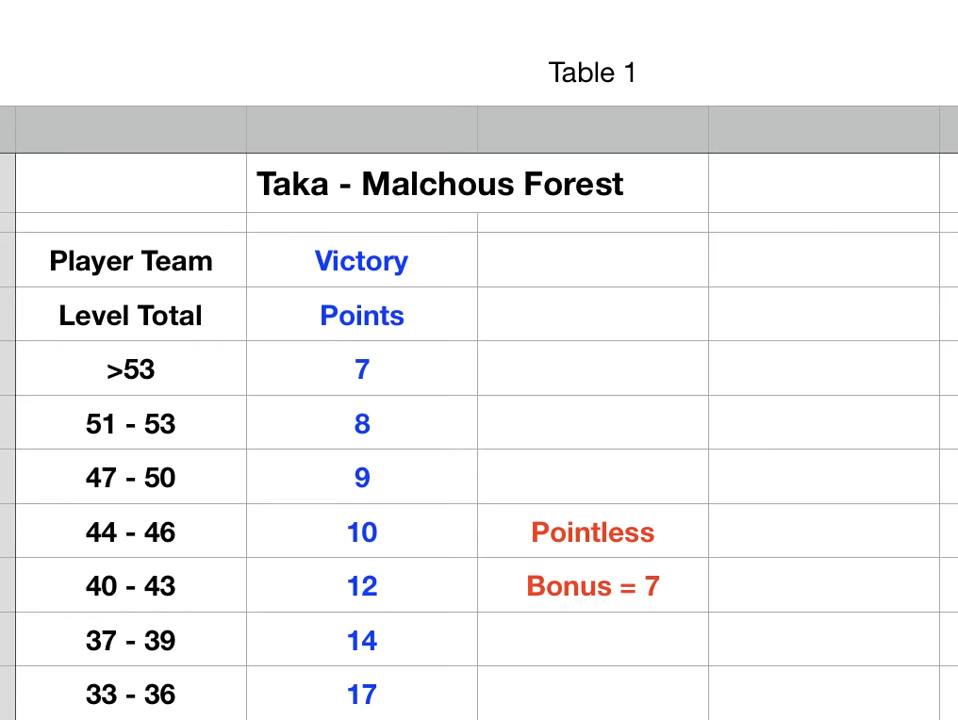 Table 1
Taka - Malchous Forest
Player Team Victory
Level Total Points
>53 7
51 - 53 8
47 - 50 9
44 - 46 10 Pointless
40 - 43 12 Bonus = 7
37 - 39 14
33 - 36 17